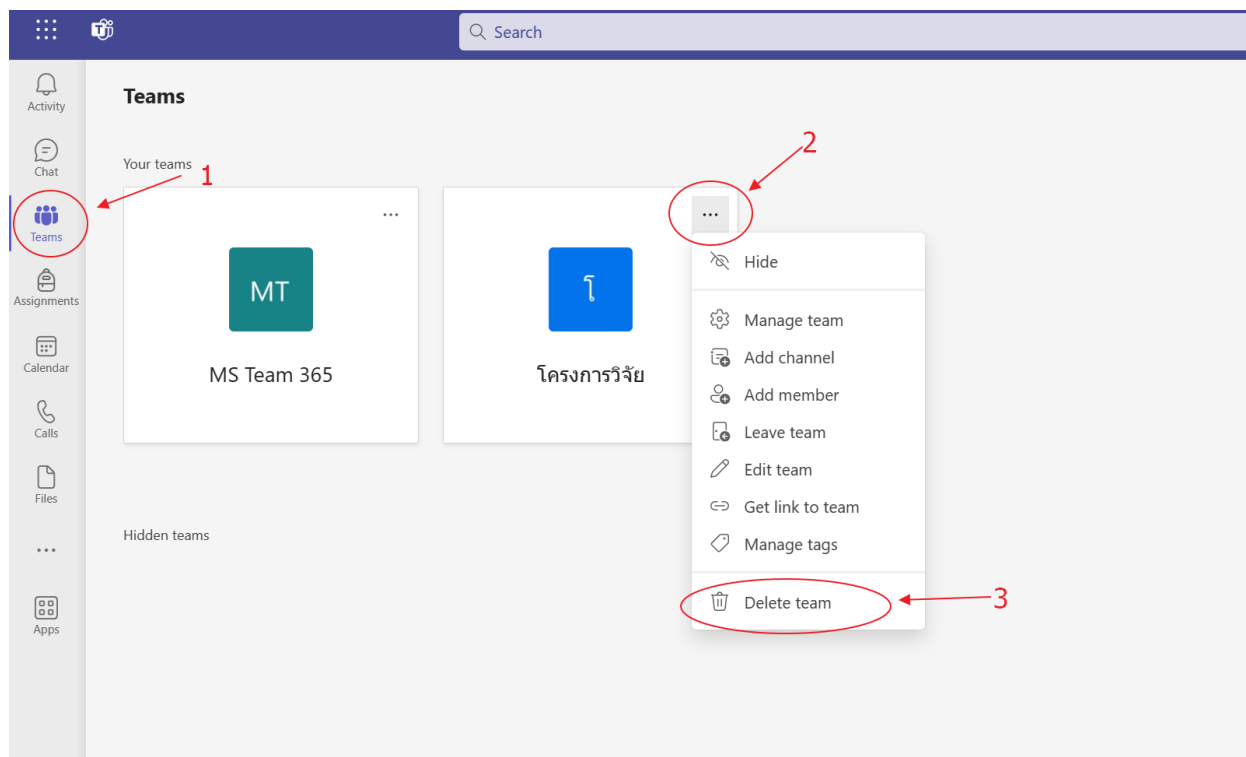 Search
Activity
Chat
Teams
Assignments
Calendar
Calls
Files
Apps
Teams
Your teams
1
2
MT
MS Team 365
โ
โครงการวิจัย
Hide
Manage team
Add channel
Add member
Leave team
Edit team
Get link to team
Manage tags
Delete team
3
Hidden teams